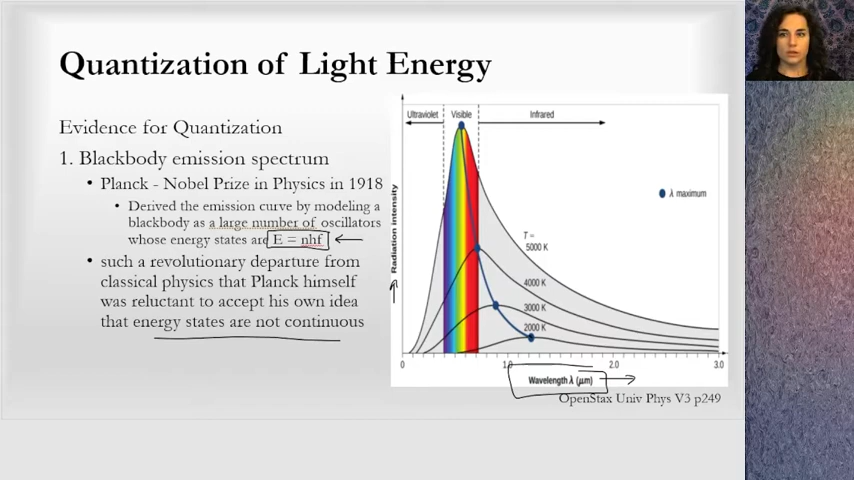 Quantization of Light Energy
Evidence for Quantization
1. Blackbody emission spectrum
• Planck - Nobel Prize in Physics in 1918
• Derived the emission curve by modeling a
blackbody as a large number of oscillators
whose energy states are E = nhf
• such a revolutionary departure from
classical physics that Planck himself
was reluctant to accept his own idea
that energy states are not continuous
Ultraviolet Visible Infrared
λ maximum
Radiation intensity
T =
5000 K
4000 K
3000 K
2000 K
0 1.0 2.0 3.0
Wavelength λ (μm)
OpenStax Univ Phys V3 p249